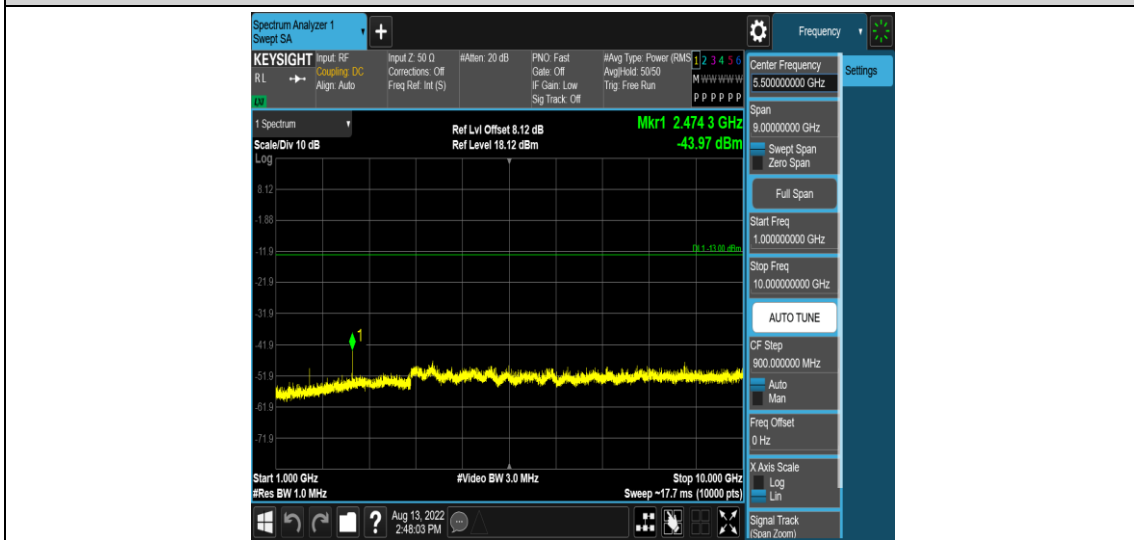 Spectrum Analyzer 1
Swept SA
+
Frequency
KEYSIGHT
RL
LM
Input: RF
Coupling: DC
Align: Auto
Input Z: 50 Ω
Corrections: Off
Freq Ref: Int (S)
#Atten: 20 dB
PNO: Fast
Gate: Off
IF Gain: Low
Sig Track: Off
#Avg Type: Power (RMS
Avg|Hold: 50/50
Trig: Free Run
1 2 3 4 5 6
M W W W W W
P P P P P P
1 Spectrum
Scale/Div 10 dB
Ref Lvl Offset 8.12 dB
Ref Level 18.12 dBm
Mkr1 2.474 3 GHz
-43.97 dBm
Log
8.12
-1.88
-11.9
-21.9
-31.9
-41.9
-51.9
-61.9
-71.9
DL1 -13.00 dBm
1
Start 1.000 GHz
#Res BW 1.0 MHz
#Video BW 3.0 MHz
Stop 10.000 GHz
Sweep ~17.7 ms (10000 pts)
Center Frequency
5.500000000 GHz
Settings
Span
9.00000000 GHz
Swept Span
Zero Span
Full Span
Start Freq
1.000000000 GHz
Stop Freq
10.000000000 GHz
AUTO TUNE
CF Step
900.000000 MHz
Auto
Man
Freq Offset
0 Hz
X Axis Scale
Log
Lin
Signal Track
(Span Zoom)
?
Aug 13, 2022
2:48:03 PM